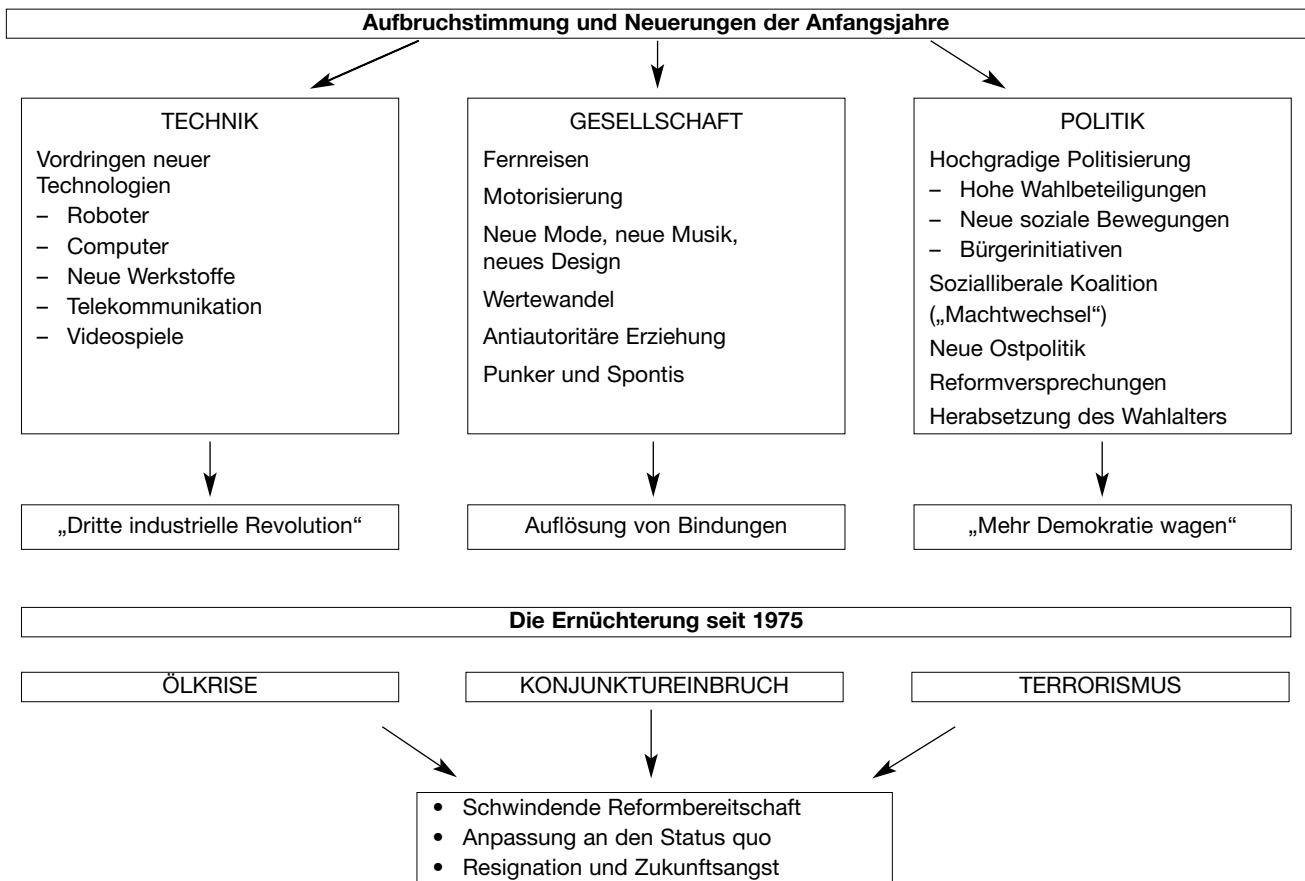 Aufbruchstimmung und Neuerungen der Anfangsjahre
TECHNIK
Vordringen neuer
Technologien
– Roboter
– Computer
– Neue Werkstoffe
– Telekommunikation
– Videospiele
„Dritte industrielle Revolution“
GESELLSCHAFT
Fernreisen
Motorisierung
Neue Mode, neue Musik,
neues Design
Wertewandel
Antiautoritäre Erziehung
Punker und Spontis
Auflösung von Bindungen
POLITIK
Hochgradige Politisierung
– Hohe Wahlbeteiligungen
– Neue soziale Bewegungen
– Bürgerinitiativen
Sozialliberale Koalition
(„Machtwechsel“)
Neue Ostpolitik
Reformversprechungen
Herabsetzung des Wahlalters
„Mehr Demokratie wagen“
Die Ernüchterung seit 1975
ÖLKRISE
KONJUNKTUREINBRUCH
TERRORISMUS
• Schwindende Reformbereitschaft
• Anpassung an den Status quo
• Resignation und Zukunftsangst